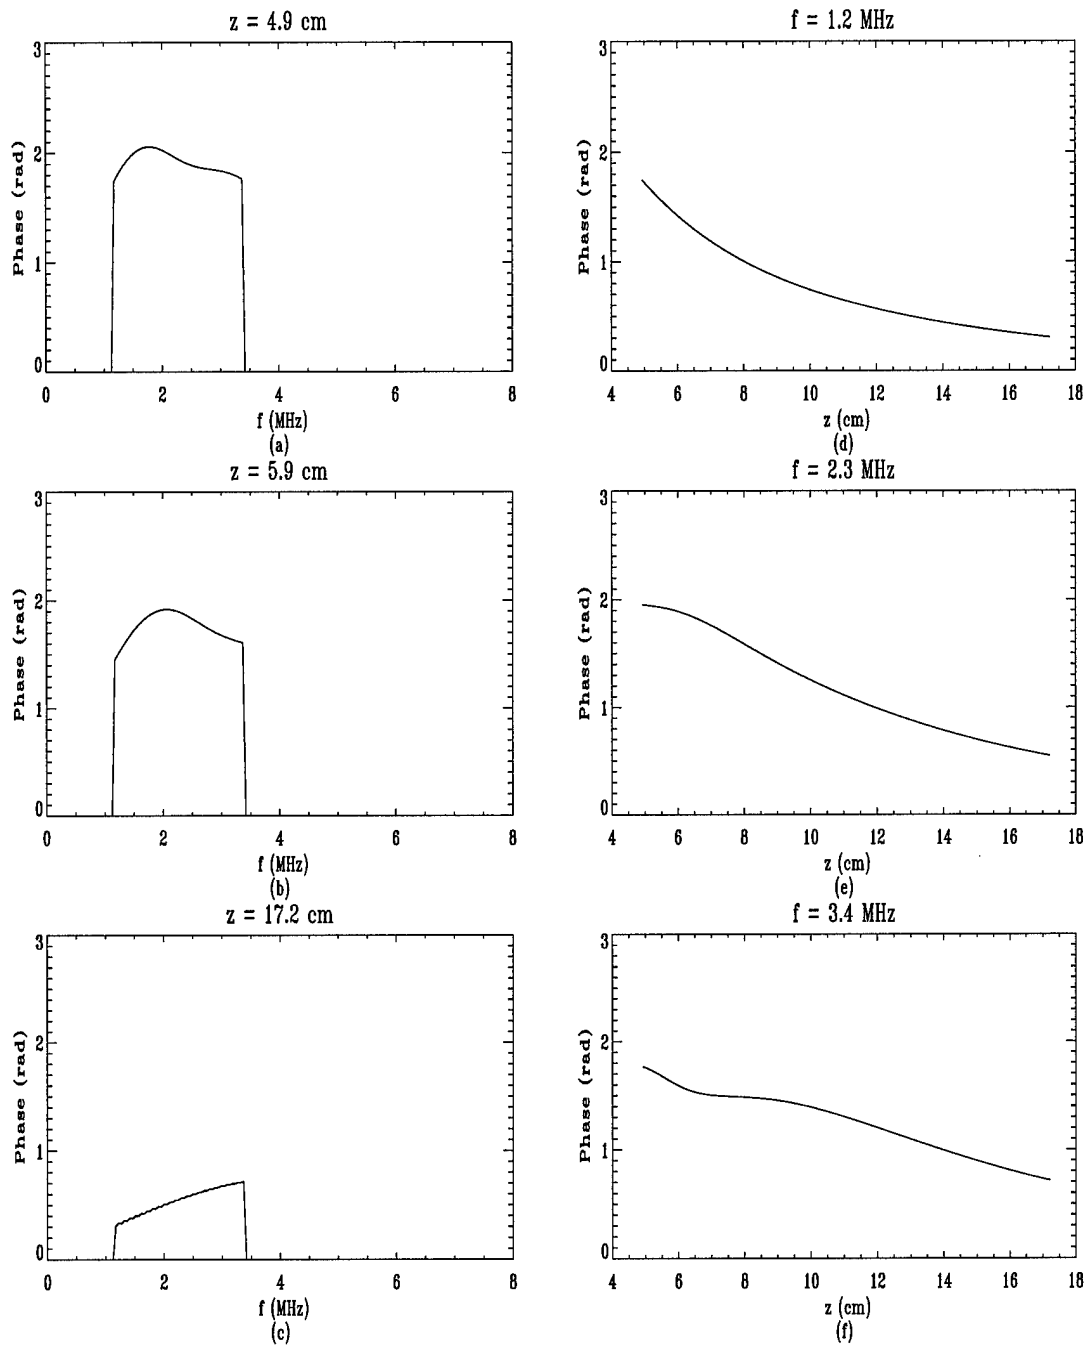 z = 4.9 cm
3
2
1
0
Phase (rad)
0 2 4 6 8
f (MHz)
(a)
z = 5.9 cm
3
2
1
0
Phase (rad)
0 2 4 6 8
f (MHz)
(b)
z = 17.2 cm
3
2
1
0
Phase (rad)
0 2 4 6 8
f (MHz)
(c)
f = 1.2 MHz
3
2
1
0
Phase (rad)
4 6 8 10 12 14 16 18
z (cm)
(d)
f = 2.3 MHz
3
2
1
0
Phase (rad)
4 6 8 10 12 14 16 18
z (cm)
(e)
f = 3.4 MHz
3
2
1
0
Phase (rad)
4 6 8 10 12 14 16 18
z (cm)
(f)